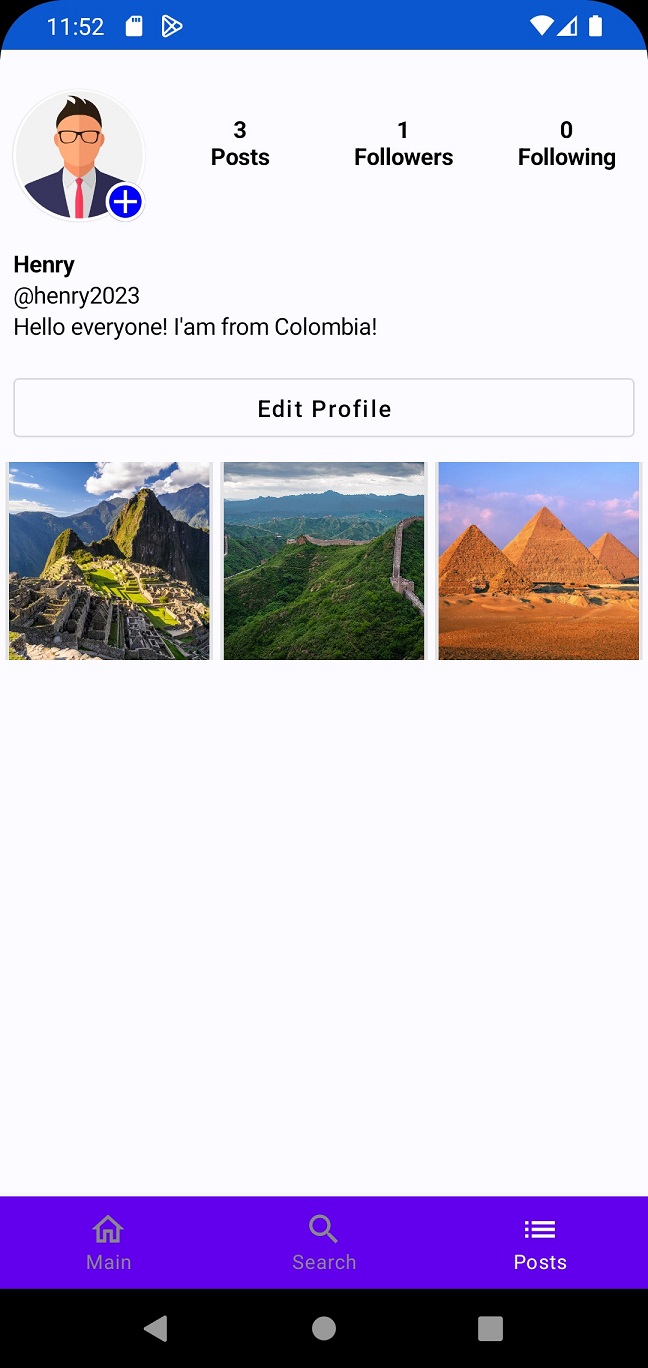 11:52
3 1 0
Posts Followers Following
Henry
@henry2023
Hello everyone! I'am from Colombia!
Edit Profile
Main Search Posts